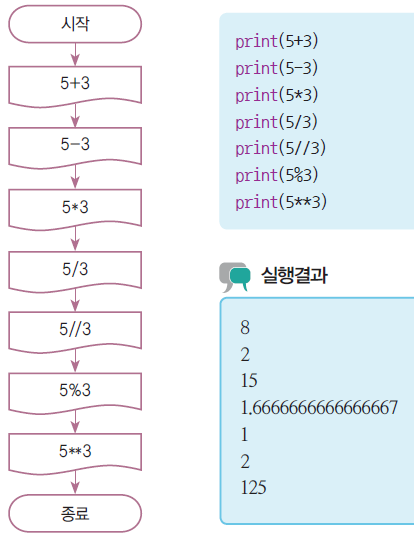 시작
5+3
5-3
5*3
5/3
5//3
5%3
5**3
종료
print(5+3)
print(5-3)
print(5*3)
print(5/3)
print(5//3)
print(5%3)
print(5**3)
실행결과
8
2
15
1.6666666666666667
1
2
125